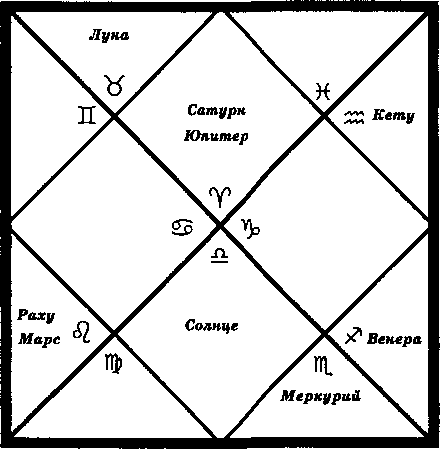 Луна
♉
♊
Сатурн
Юпитер
♓
♒ Кету
♈
♋ ♑
♎
Раху
Марс ♌
♍
Солнце
♐ Венера
♏
Меркурий